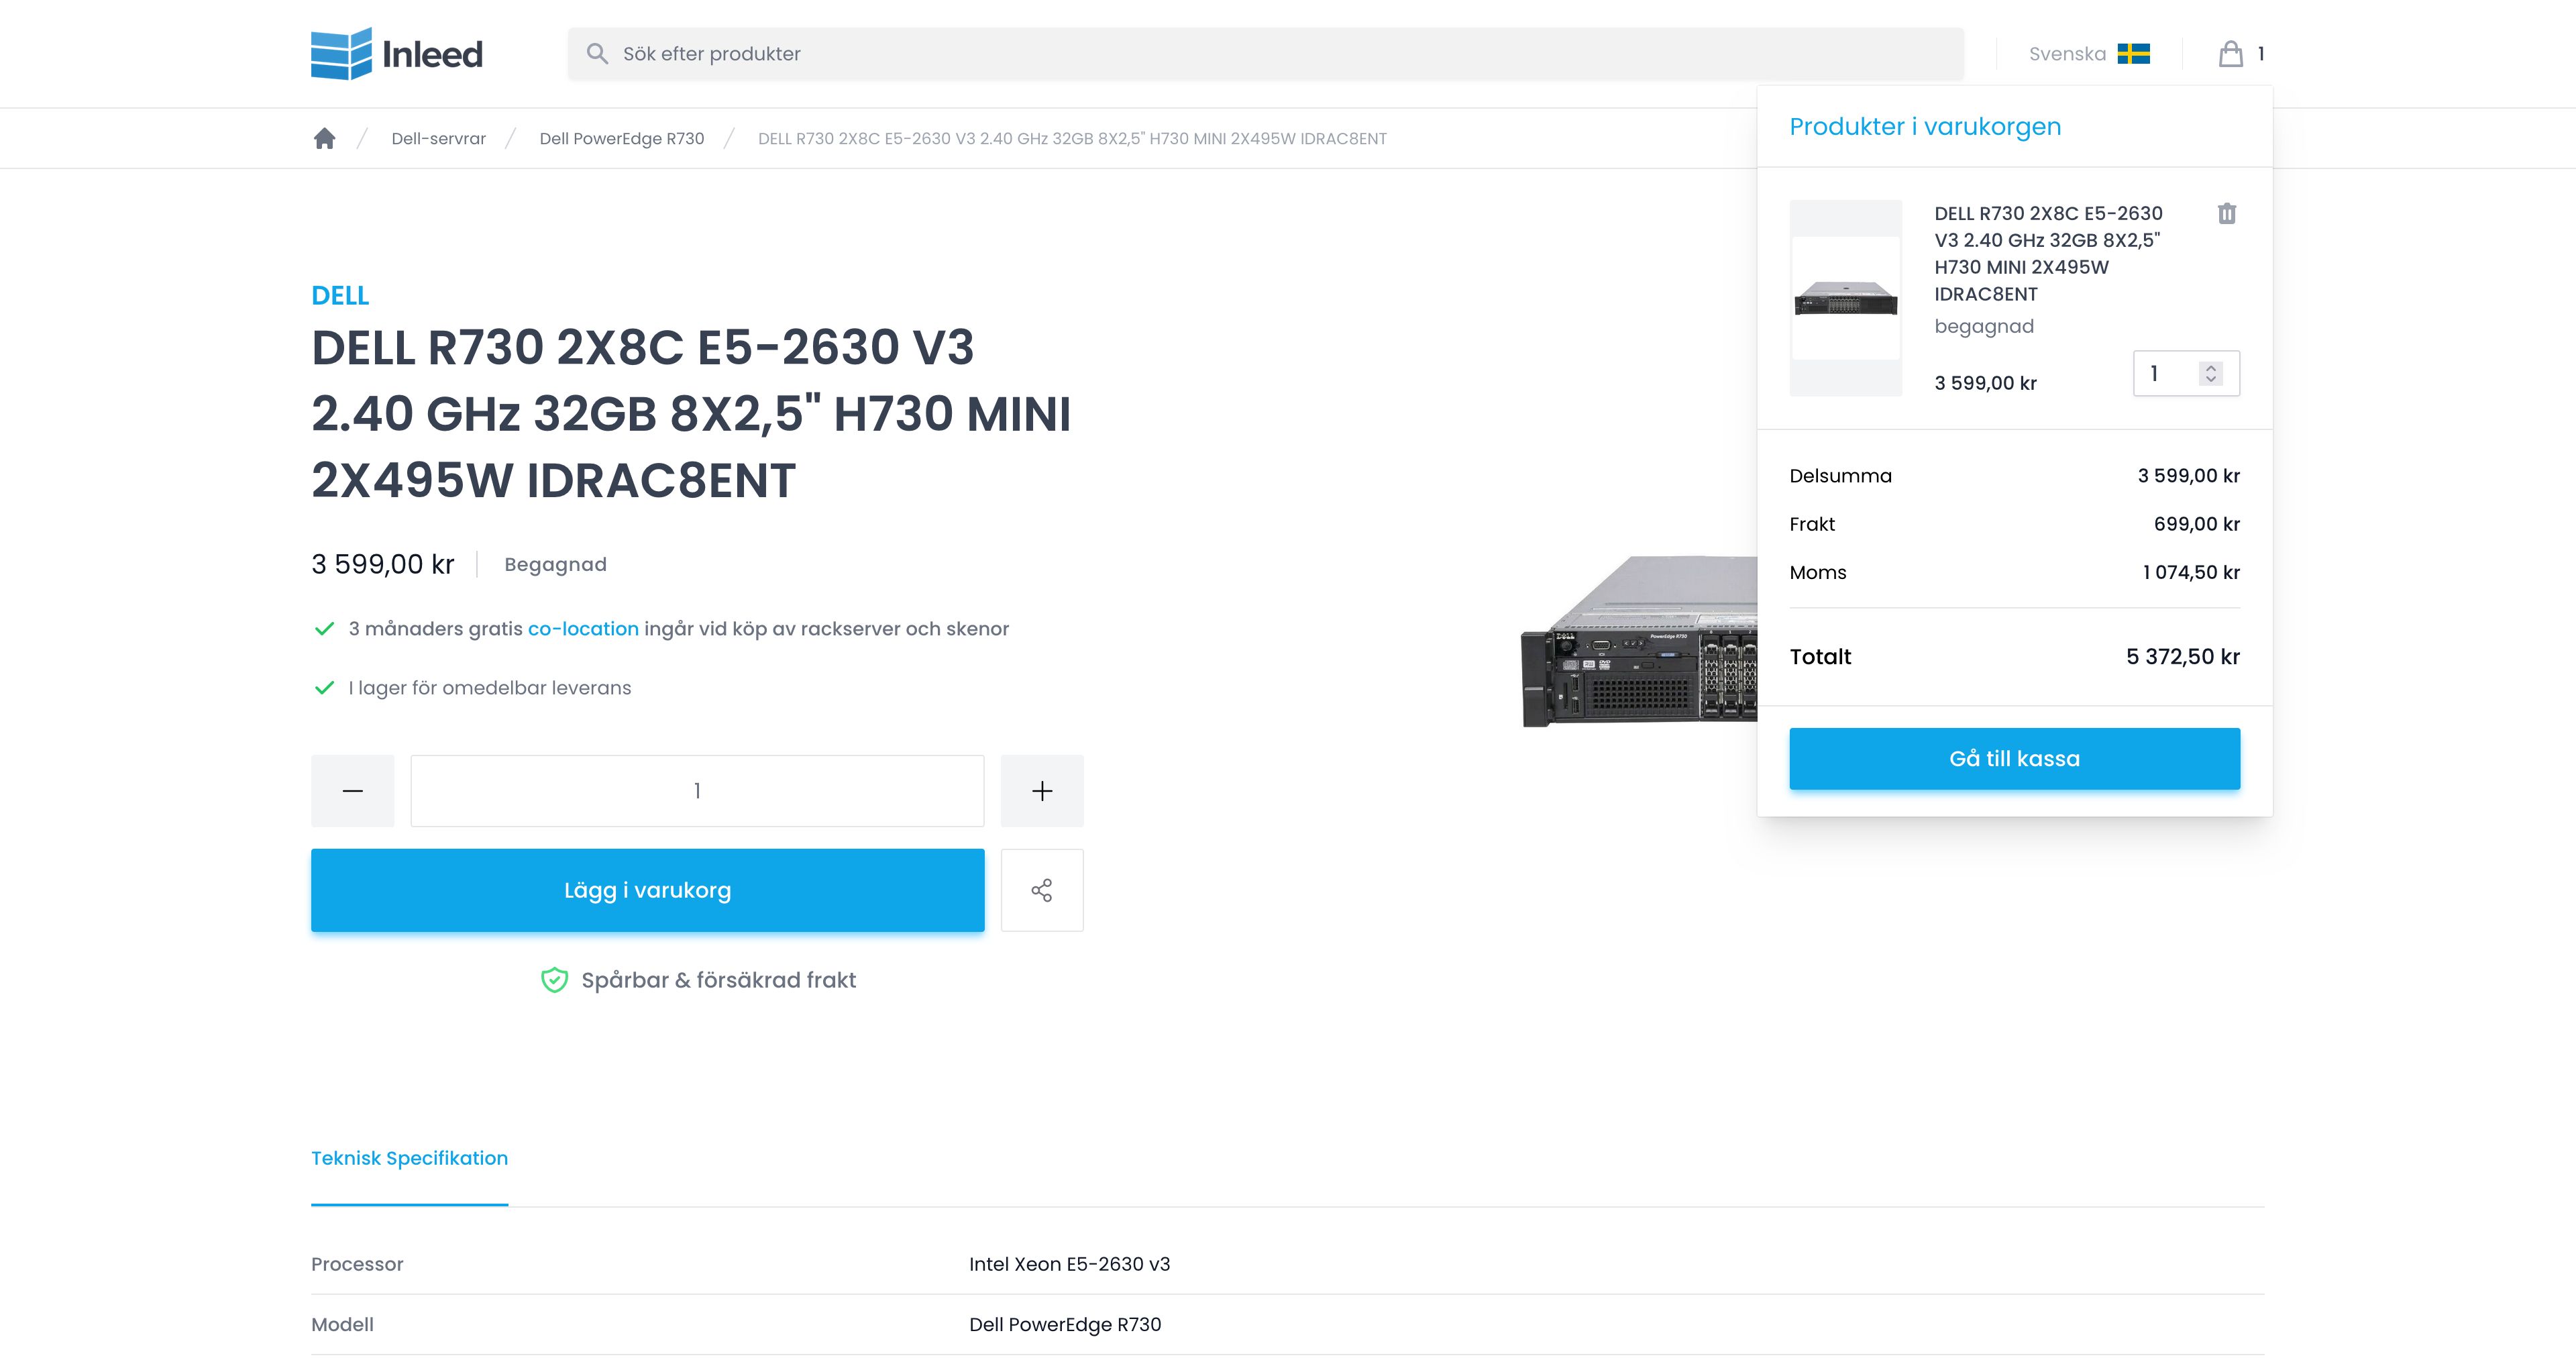 Inleed
Sök efter produkter
Svenska
1
Dell-servrar / Dell PowerEdge R730 / DELL R730 2X8C E5-2630 V3 2.40 GHz 32GB 8X2,5" H730 MINI 2X495W IDRAC8ENT
Produkter i varukorgen
DELL R730 2X8C E5-2630
V3 2.40 GHz 32GB 8X2,5"
H730 MINI 2X495W
IDRAC8ENT
begagnad
3 599,00 kr
1
Delsumma 3 599,00 kr
Frakt 699,00 kr
Moms 1 074,50 kr
Totalt 5 372,50 kr
Gå till kassa
DELL
DELL R730 2X8C E5-2630 V3
2.40 GHz 32GB 8X2,5" H730 MINI
2X495W IDRAC8ENT
3 599,00 kr
Begagnad
3 månaders gratis co-location ingår vid köp av rackserver och skenor
I lager för omedelbar leverans
1
Lägg i varukorg
Spårbar & försäkrad frakt
DELL
PowerEdge R730
Teknisk Specifikation
Processor Intel Xeon E5-2630 v3
Modell Dell PowerEdge R730